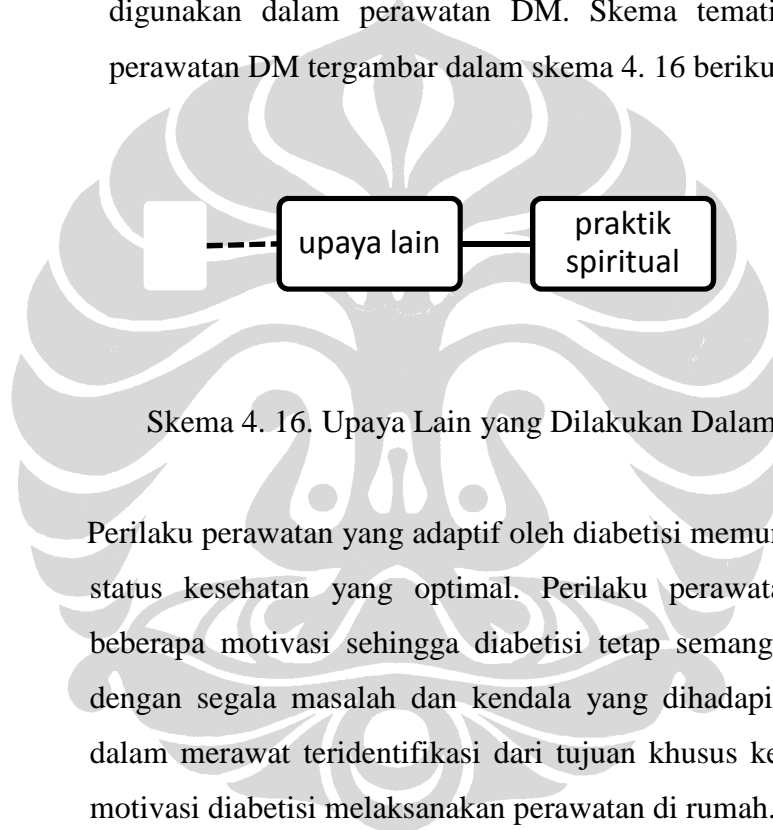 digunakan dalam perawatan DM. Skema temati
perawatan DM tergambar dalam skema 4. 16 beriku
upaya lain
praktik
spiritual
Skema 4. 16. Upaya Lain yang Dilakukan Dalam
Perilaku perawatan yang adaptif oleh diabetisi memu
status kesehatan yang optimal. Perilaku perawata
beberapa motivasi sehingga diabetisi tetap semang
dengan segala masalah dan kendala yang dihadapi
dalam merawat teridentifikasi dari tujuan khusus ke
motivasi diabetisi melaksanakan perawatan di rumah.